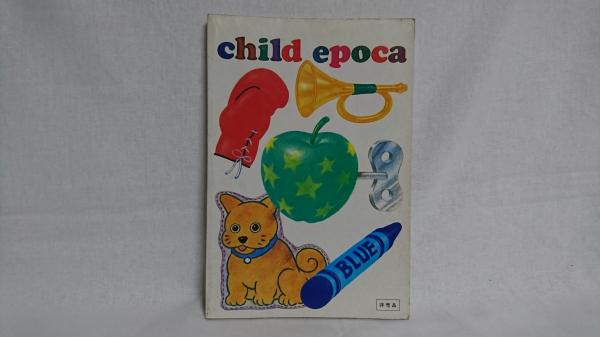 child epoca
BLUE
非売品